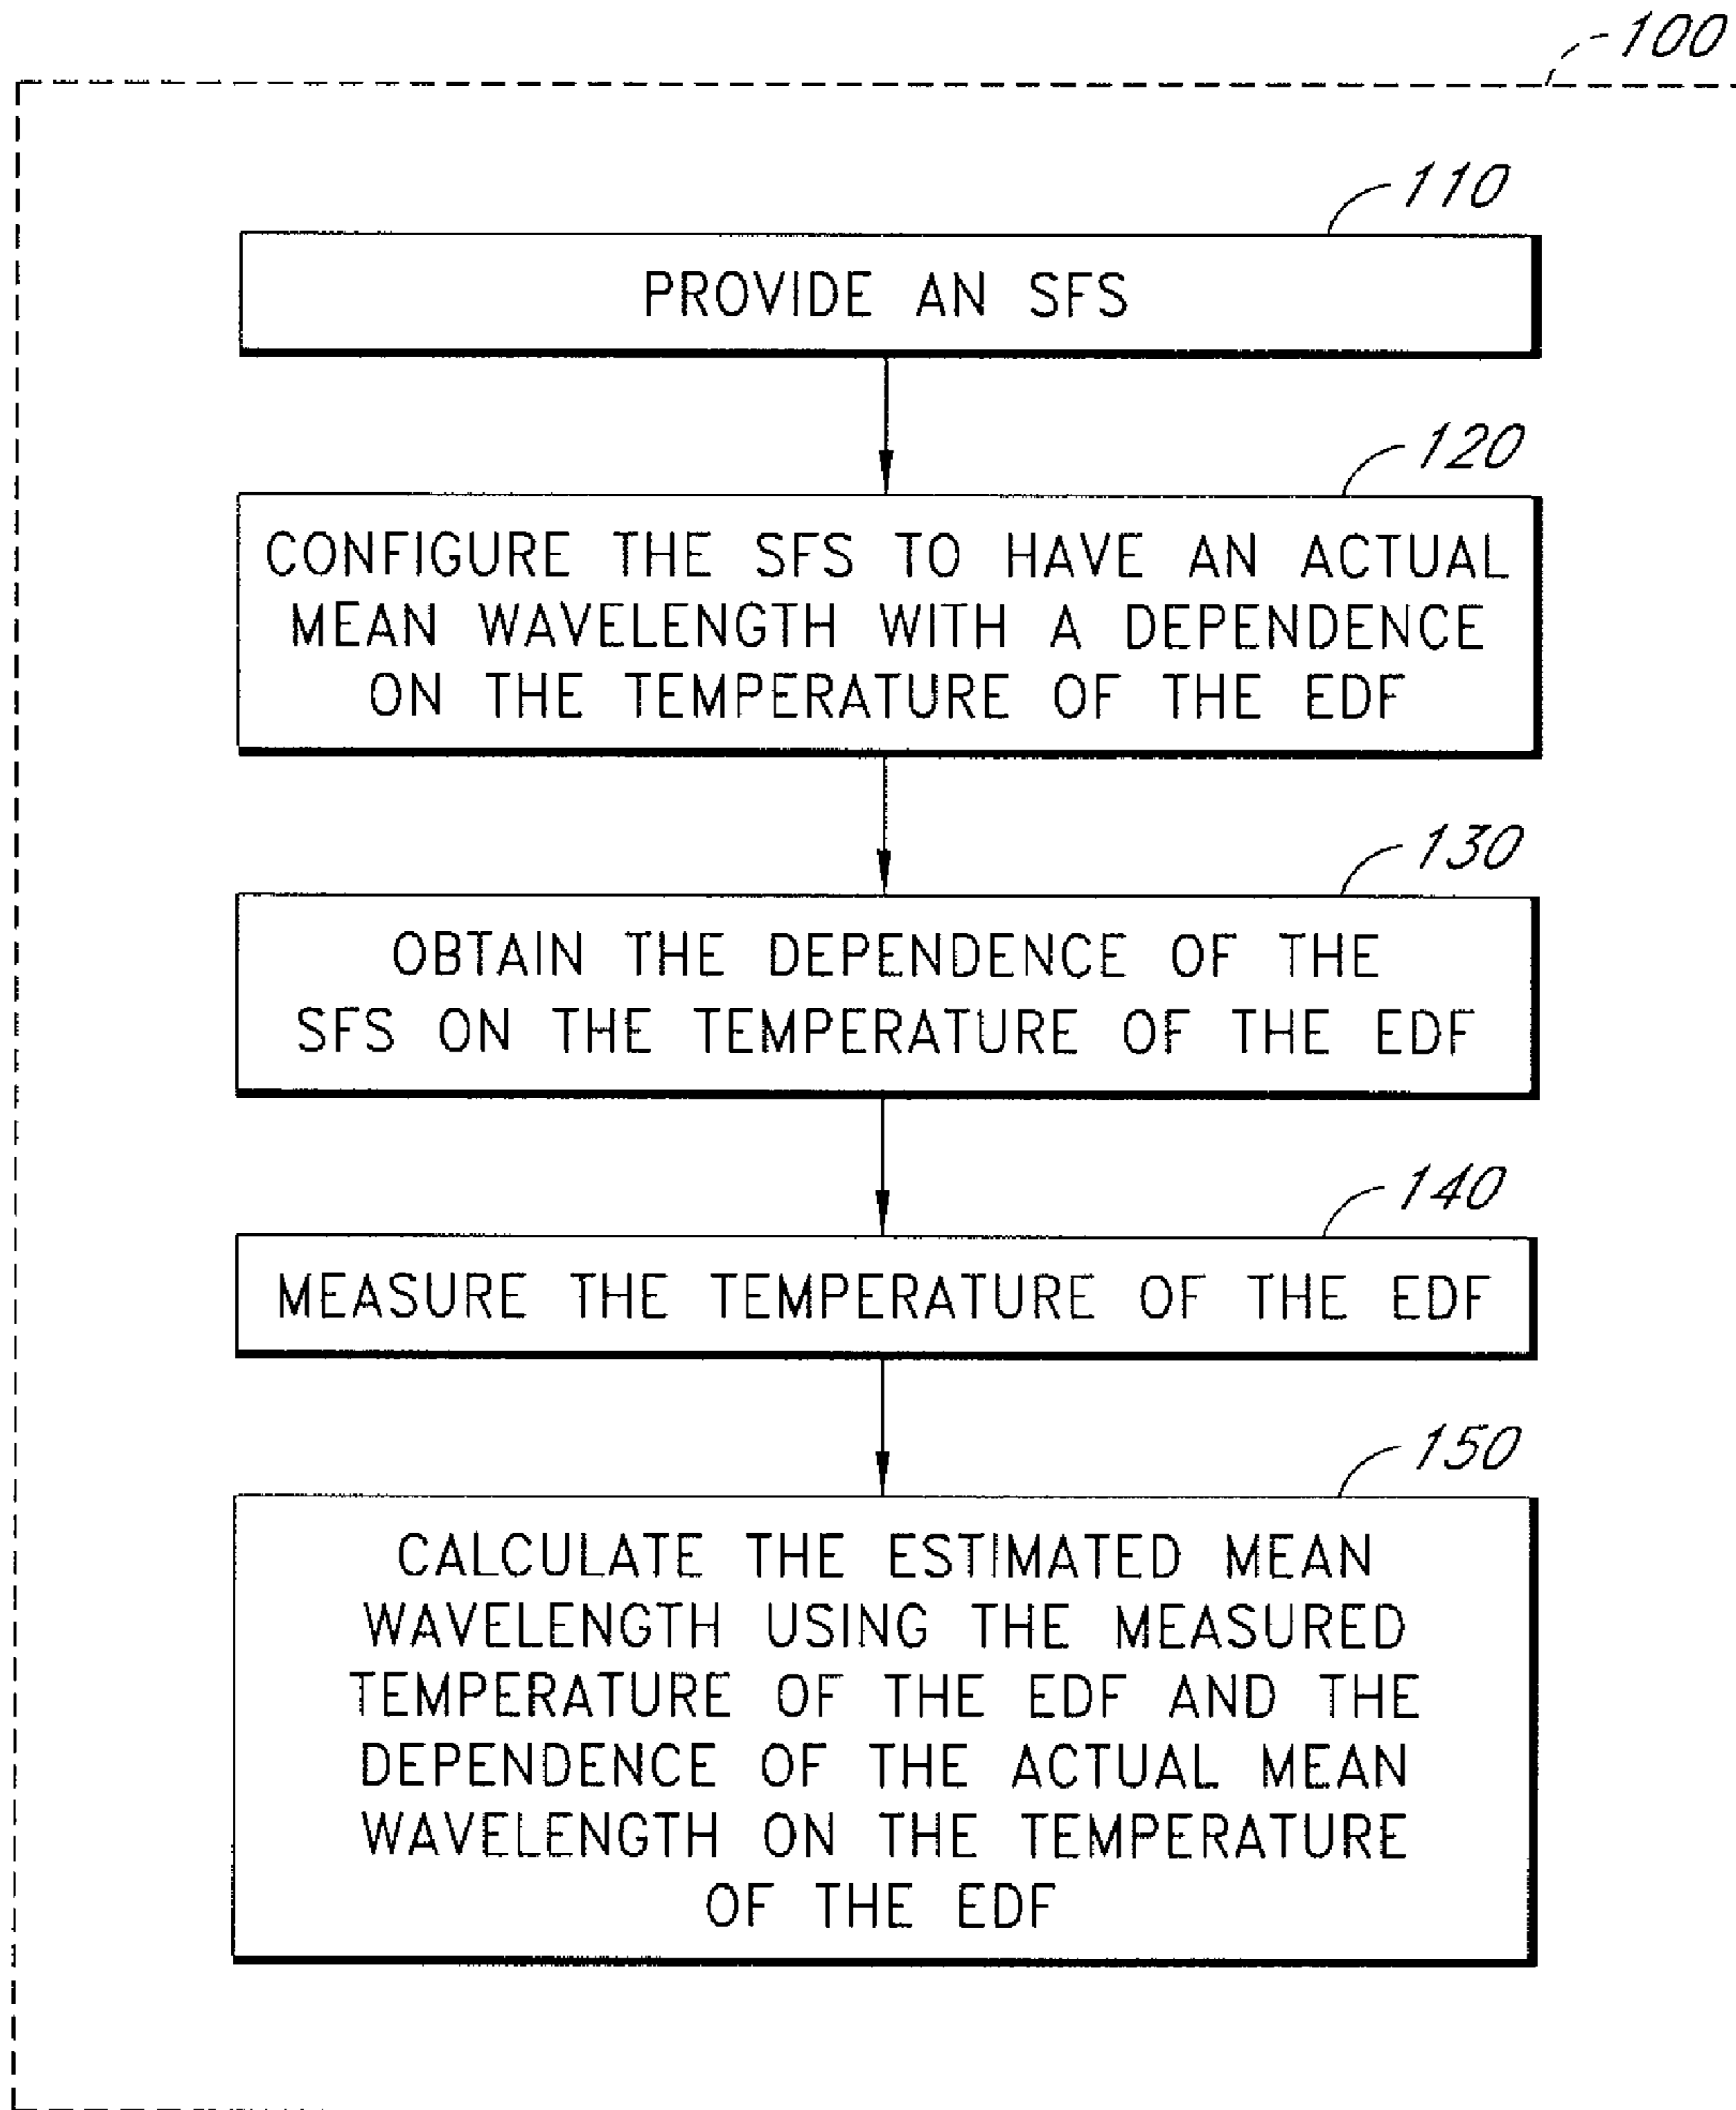 100
110
PROVIDE AN SFS
120
CONFIGURE THE SFS TO HAVE AN ACTUAL
MEAN WAVELENGTH WITH A DEPENDENCE
ON THE TEMPERATURE OF THE EDF
130
OBTAIN THE DEPENDENCE OF THE
SFS ON THE TEMPERATURE OF THE EDF
140
MEASURE THE TEMPERATURE OF THE EDF
150
CALCULATE THE ESTIMATED MEAN
WAVELENGTH USING THE MEASURED
TEMPERATURE OF THE EDF AND THE
DEPENDENCE OF THE ACTUAL MEAN
WAVELENGTH ON THE TEMPERATURE
OF THE EDF